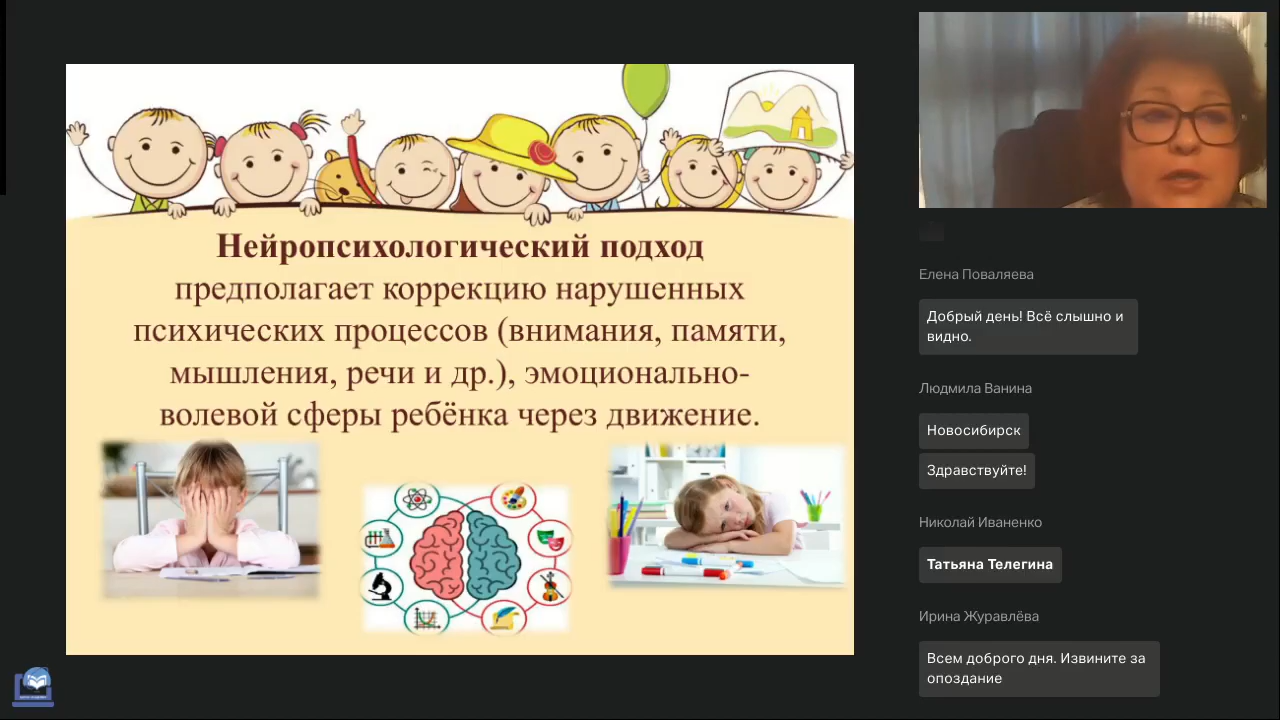 Нейропсихологический подход
предполагает коррекцию нарушенных
психических процессов (внимания, памяти,
мышления, речи и др.), эмоционально-
волевой сферы ребёнка через движение.
Елена Поваляева
Добрый день! Всё слышно и
видно.
Людмила Ванина
Новосибирск
Здравствуйте!
Николай Иваненко
Татьяна Телегина
Ирина Журавлёва
Всем доброго дня. Извините за
опоздание